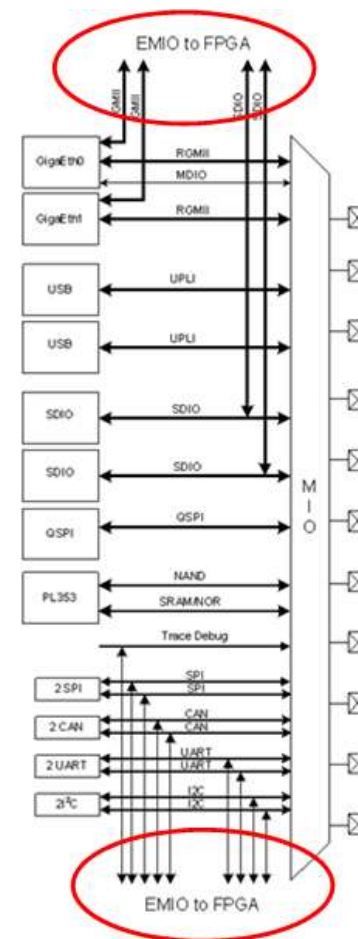 EMIO to FPGA
GMII
GMII
SDIO
SDIO
GigaEth0
RGMII
MDIO
GigaEth1
RGMII
USB
UPLI
USB
UPLI
SDIO
SDIO
SDIO
SDIO
MIO
QSPI
QSPI
PL353
NAND
SRAM/NOR
Trace Debug
2 SPI
SPI
SPI
2 CAN
CAN
CAN
2 UART
UART
UART
2I²C
I2C
I2C
EMIO to FPGA